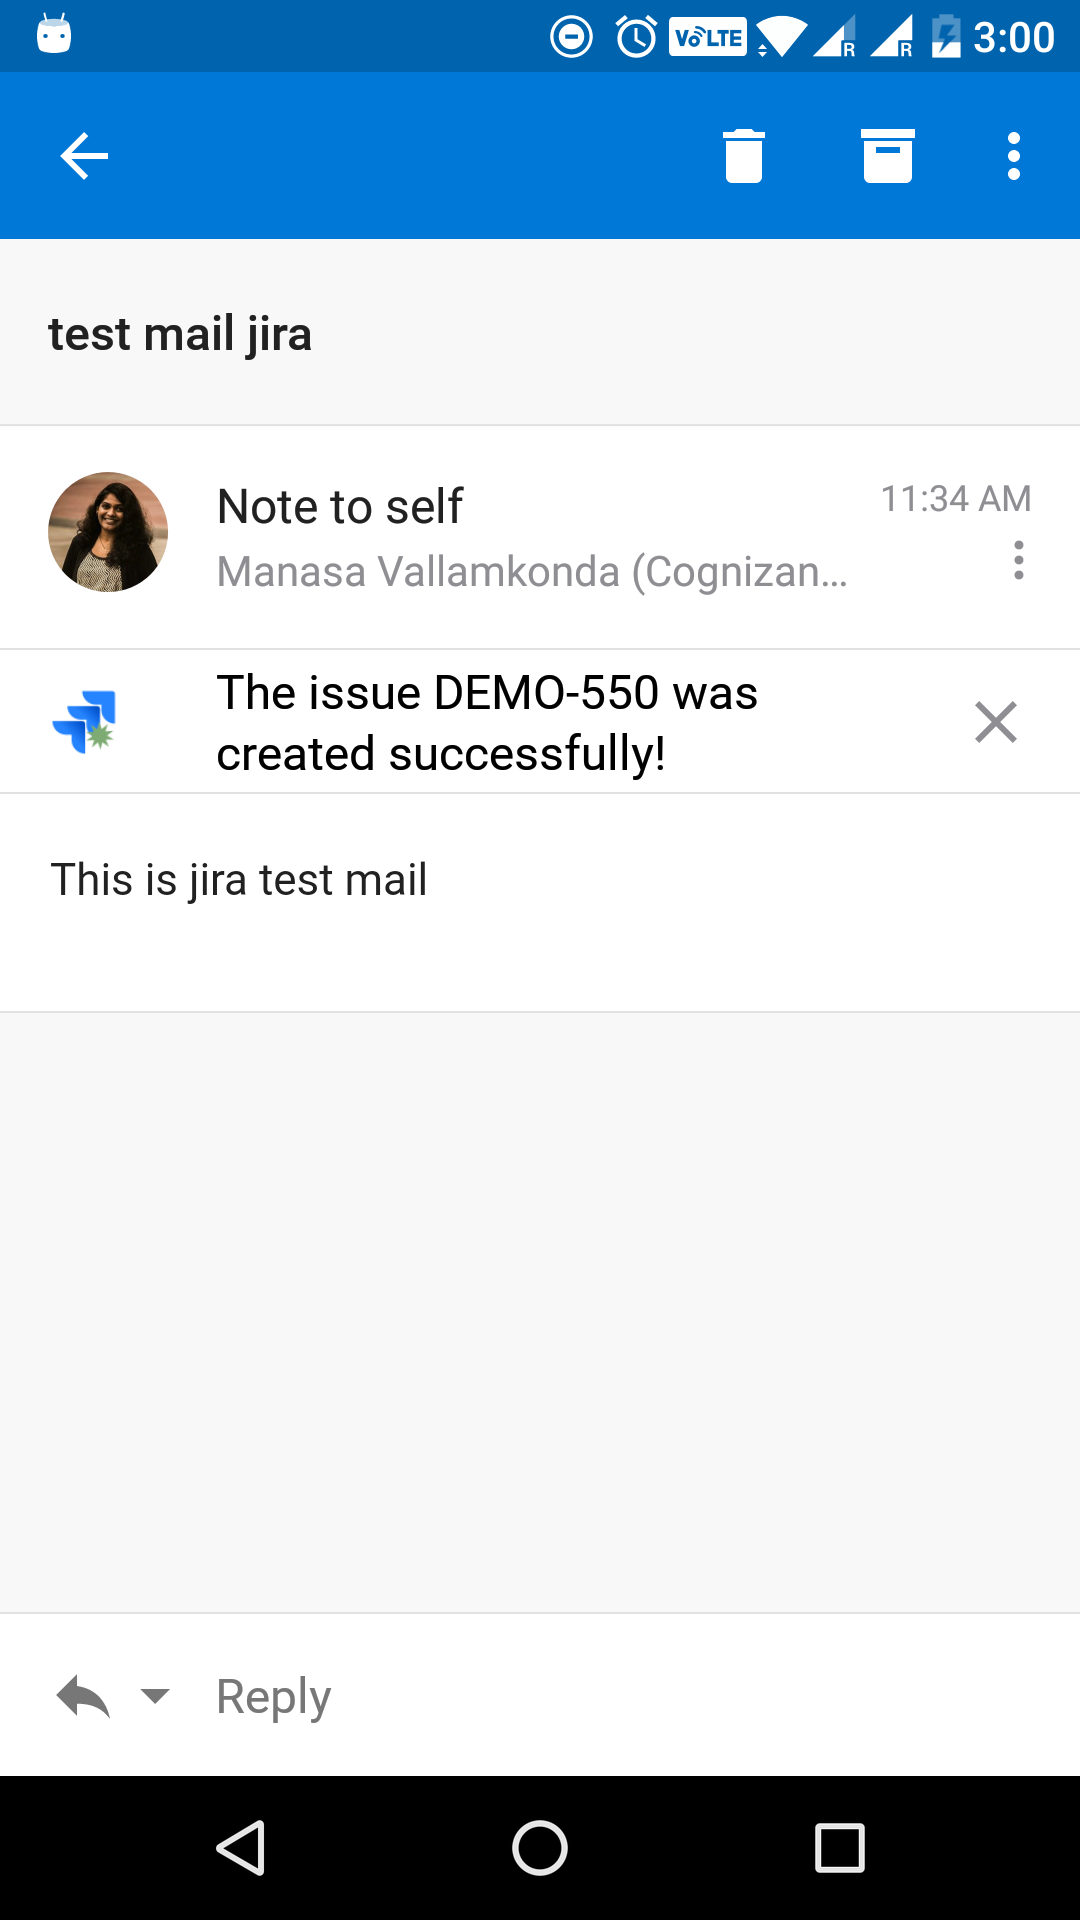 VoLTE R R 3:00
test mail jira
Note to self
11:34 AM
Manasa Vallamkonda (Cognizan...
The issue DEMO-550 was
created successfully!
This is jira test mail
Reply